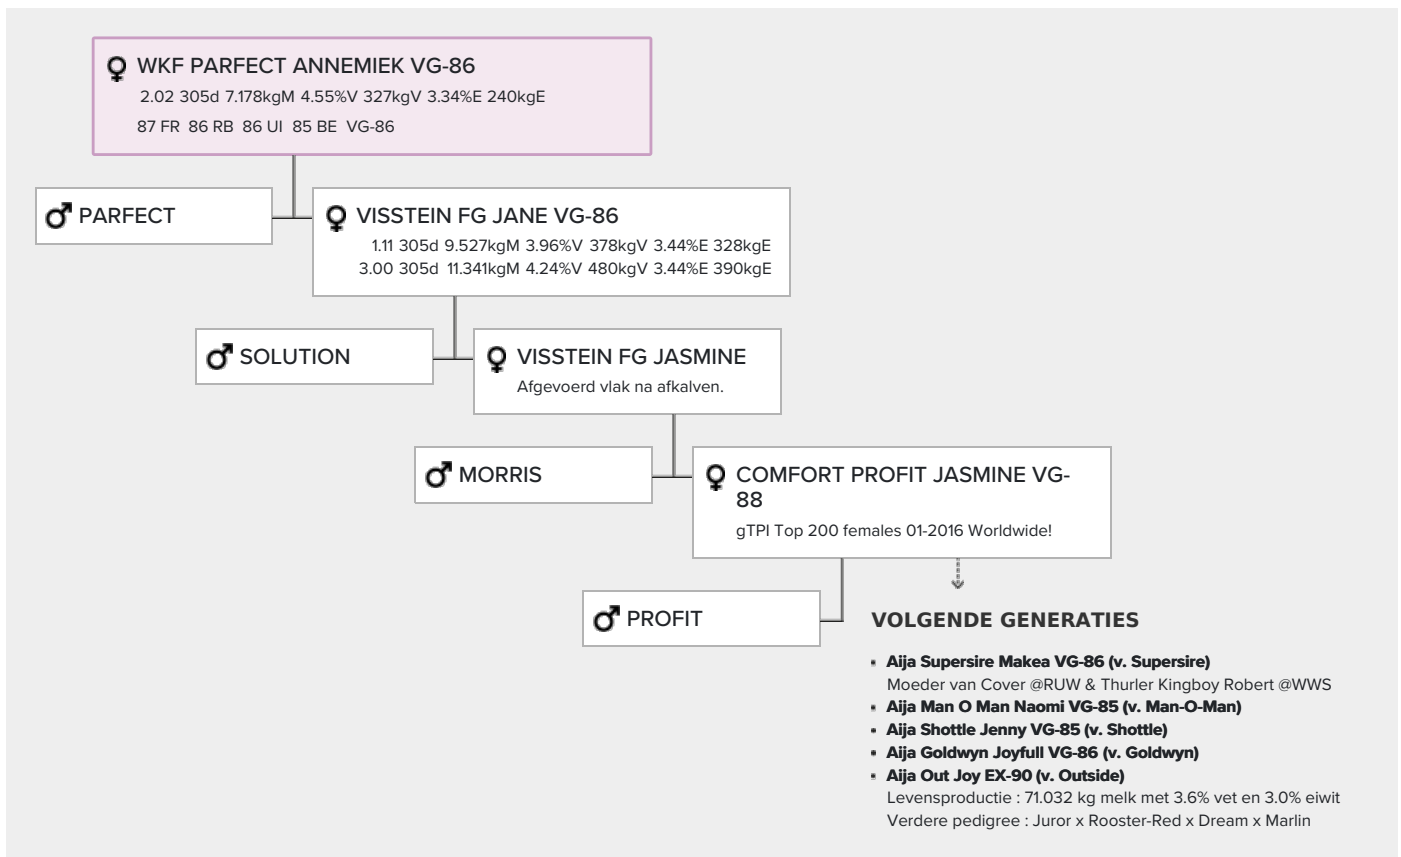 WKF PARFECT ANNEMIEK VG-86
2.02 305d 7.178kgM 4.55%V 327kgV 3.34%E 240kgE
87 FR 86 RB 86 UI 85 BE VG-86
PARFECT
VISSTEIN FG JANE VG-86
1.11 305d 9.527kgM 3.96%V 378kgV 3.44%E 328kgE
3.00 305d 11.341kgM 4.24%V 480kgV 3.44%E 390kgE
SOLUTION
VISSTEIN FG JASMINE
Afgevoerd vlak na afkalven.
MORRIS
COMFORT PROFIT JASMINE VG-
88
gTPI Top 200 females 01-2016 Worldwide!
PROFIT
VOLGENDE GENERATIES
▪ Aija Supersire Makea VG-86 (v. Supersire)
Moeder van Cover @RUW & Thurler Kingboy Robert @WWS
▪ Aija Man O Man Naomi VG-85 (v. Man-O-Man)
▪ Aija Shottle Jenny VG-85 (v. Shottle)
▪ Aija Goldwyn Joyfull VG-86 (v. Goldwyn)
▪ Aija Out Joy EX-90 (v. Outside)
Levensproductie : 71.032 kg melk met 3.6% vet en 3.0% eiwit
Verdere pedigree : Juror x Rooster-Red x Dream x Marlin